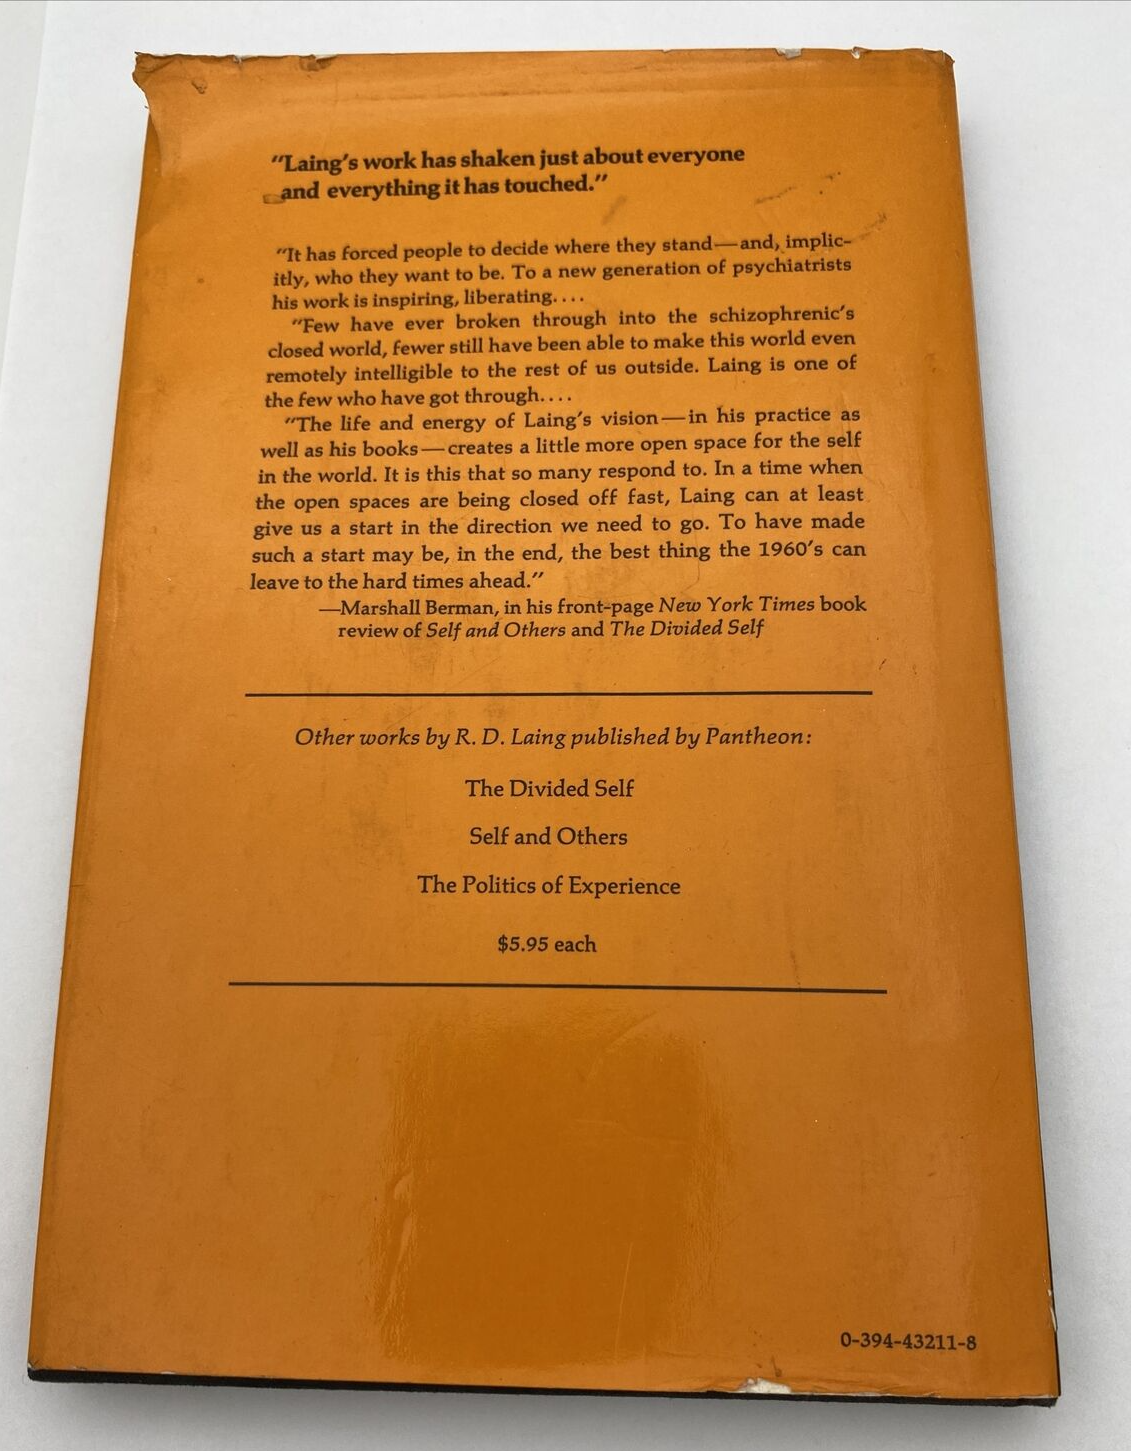 "Laing's work has shaken just about everyone
and everything it has touched."
"It has forced people to decide where they stand—and, implic-
itly, who they want to be. To a new generation of psychiatrists
his work is inspiring, liberating....
"Few have ever broken through into the schizophrenic's
closed world, fewer still have been able to make this world even
remotely intelligible to the rest of us outside. Laing is one of
the few who have got through....
"The life and energy of Laing's vision—in his practice as
well as his books—creates a little more open space for the self
in the world. It is this that so many respond to. In a time when
the open spaces are being closed off fast, Laing can at least
give us a start in the direction we need to go. To have made
such a start may be, in the end, the best thing the 1960's can
leave to the hard times ahead."
—Marshall Berman, in his front-page New York Times book
review of Self and Others and The Divided Self
Other works by R. D. Laing published by Pantheon:
The Divided Self
Self and Others
The Politics of Experience
$5.95 each
0-394-43211-8